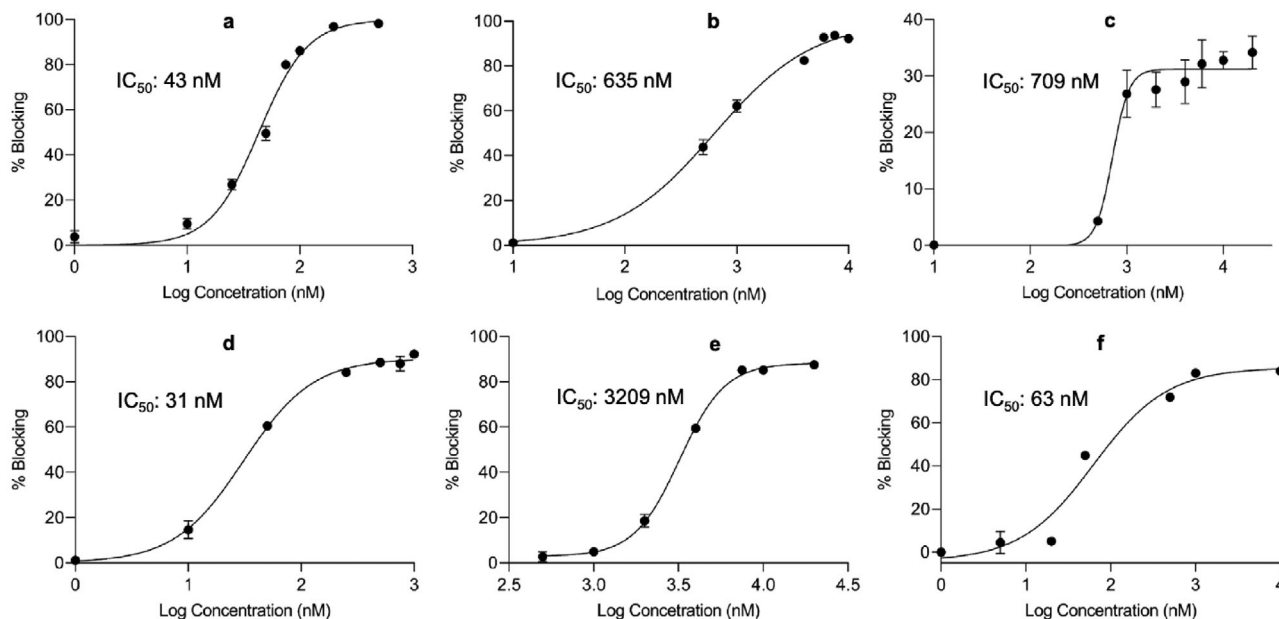 a
% Blocking
100
80
60
40
20
0
IC50: 43 nM
0 1 2 3
Log Concetration (nM)
b
% Blocking
100
80
60
40
20
0
IC50: 635 nM
1 2 3 4
Log Concentration (nM)
c
% Blocking
40
30
20
10
0
IC50: 709 nM
1 2 3 4
Log Concetration (nM)
d
% Blocking
100
80
60
40
20
0
IC50: 31 nM
0 1 2 3
Log Concentration (nM)
e
% Blocking
100
80
60
40
20
0
IC50: 3209 nM
2.5 3.0 3.5 4.0 4.5
Log Concetration (nM)
f
% Blocking
100
80
60
40
20
0
IC50: 63 nM
0 1 2 3 4
Log Concentration (nM)